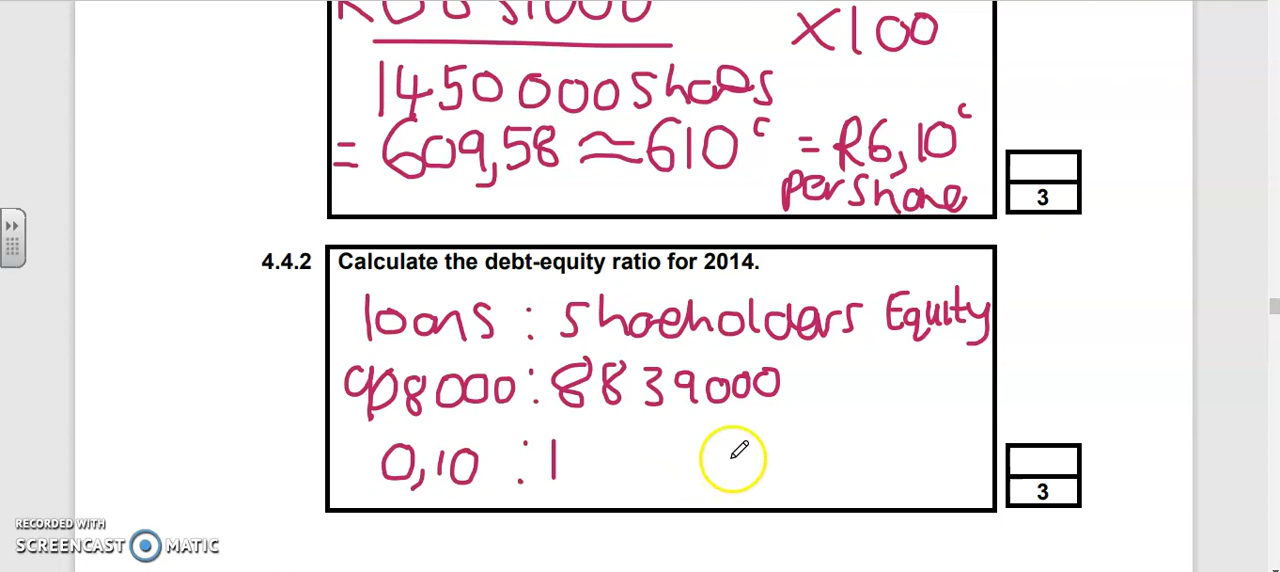 X100
1450000 Shares
= 609,58 ≈ 610c = R6,10c
per share
3
4.4.2 Calculate the debt-equity ratio for 2014.
loans : Shareholders Equity
908000 : 8839000
0,10 : 1
3
RECORDED WITH
SCREENCAST MATIC